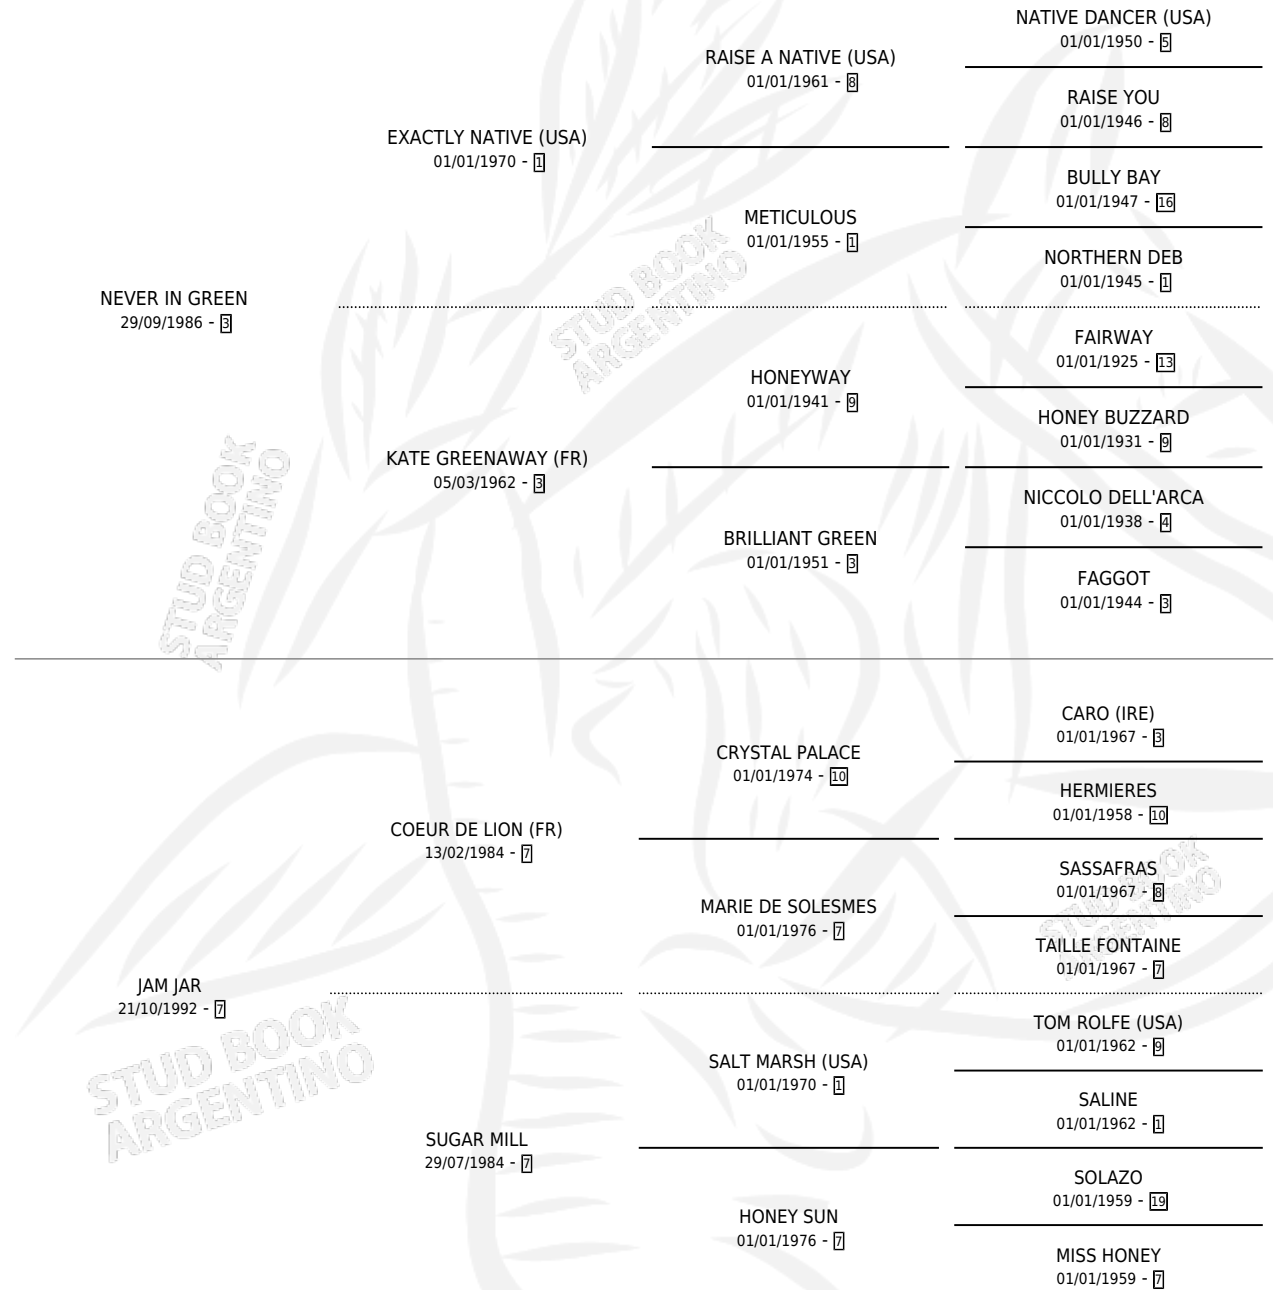 NATIVE DANCER (USA)
01/01/1950 - 5
RAISE A NATIVE (USA)
01/01/1961 - 8
RAISE YOU
01/01/1946 - 8
EXACTLY NATIVE (USA)
01/01/1970 - 1
BULLY BAY
01/01/1947 - 16
METICULOUS
01/01/1955 - 1
NORTHERN DEB
01/01/1945 - 1
NEVER IN GREEN
29/09/1986 - 3
FAIRWAY
01/01/1925 - 13
HONEYWAY
01/01/1941 - 9
HONEY BUZZARD
01/01/1931 - 9
KATE GREENAWAY (FR)
05/03/1962 - 3
NICCOLO DELL'ARCA
01/01/1938 - 4
BRILLIANT GREEN
01/01/1951 - 3
FAGGOT
01/01/1944 - 3
CARO (IRE)
01/01/1967 - 3
CRYSTAL PALACE
01/01/1974 - 10
HERMIERES
01/01/1958 - 10
COEUR DE LION (FR)
13/02/1984 - 7
SASSAFRAS
01/01/1967 - 8
MARIE DE SOLESMES
01/01/1976 - 7
TAILLE FONTAINE
01/01/1967 - 7
JAM JAR
21/10/1992 - 7
TOM ROLFE (USA)
01/01/1962 - 9
SALT MARSH (USA)
01/01/1970 - 1
SALINE
01/01/1962 - 1
SUGAR MILL
29/07/1984 - 7
SOLAZO
01/01/1959 - 19
HONEY SUN
01/01/1976 - 7
MISS HONEY
01/01/1959 - 7
STUD BOOK
ARGENTINO
STUD BOOK
ARGENTINO
STUD BOOK
ARGENTINO
STUD BOOK
ARGENTINO